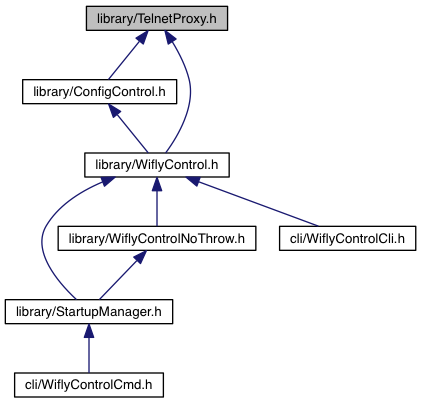 library/TelnetProxy.h
library/ConfigControl.h
library/WiflyControl.h
library/WiflyControlNoThrow.h
cli/WiflyControlCli.h
library/StartupManager.h
cli/WiflyControlCmd.h